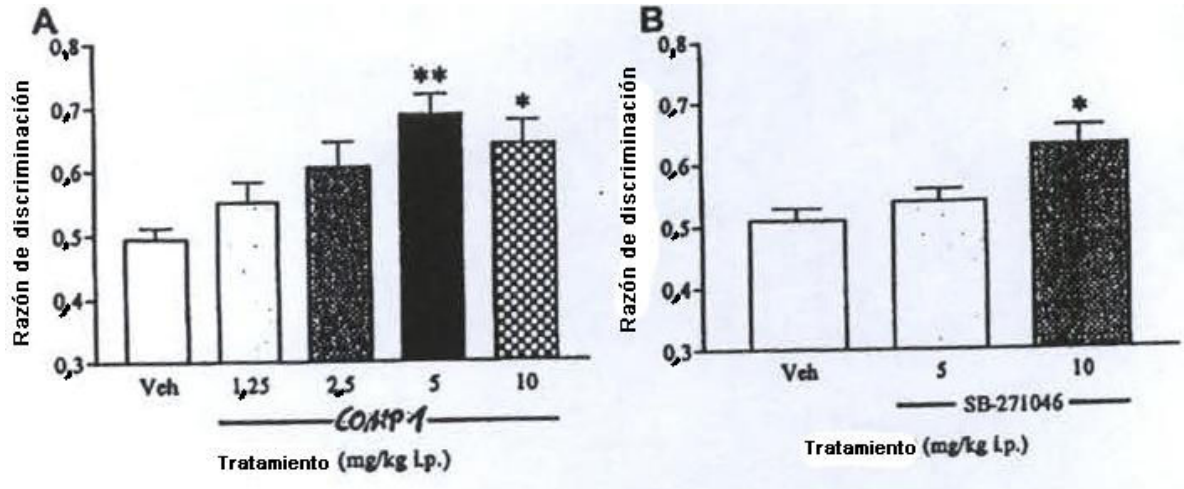 A
Razón de discriminación
0,8
0,7
0,6
0,5
0,4
0,3
**
*
Veh 1,25 2,5 5 10
COMP 1
Tratamiento (mg/kg i.p.)
B
Razón de discriminación
0,8
0,7
0,6
0,5
0,4
0,3
*
Veh 5 10
SB-271046
Tratamiento (mg/kg i.p.)